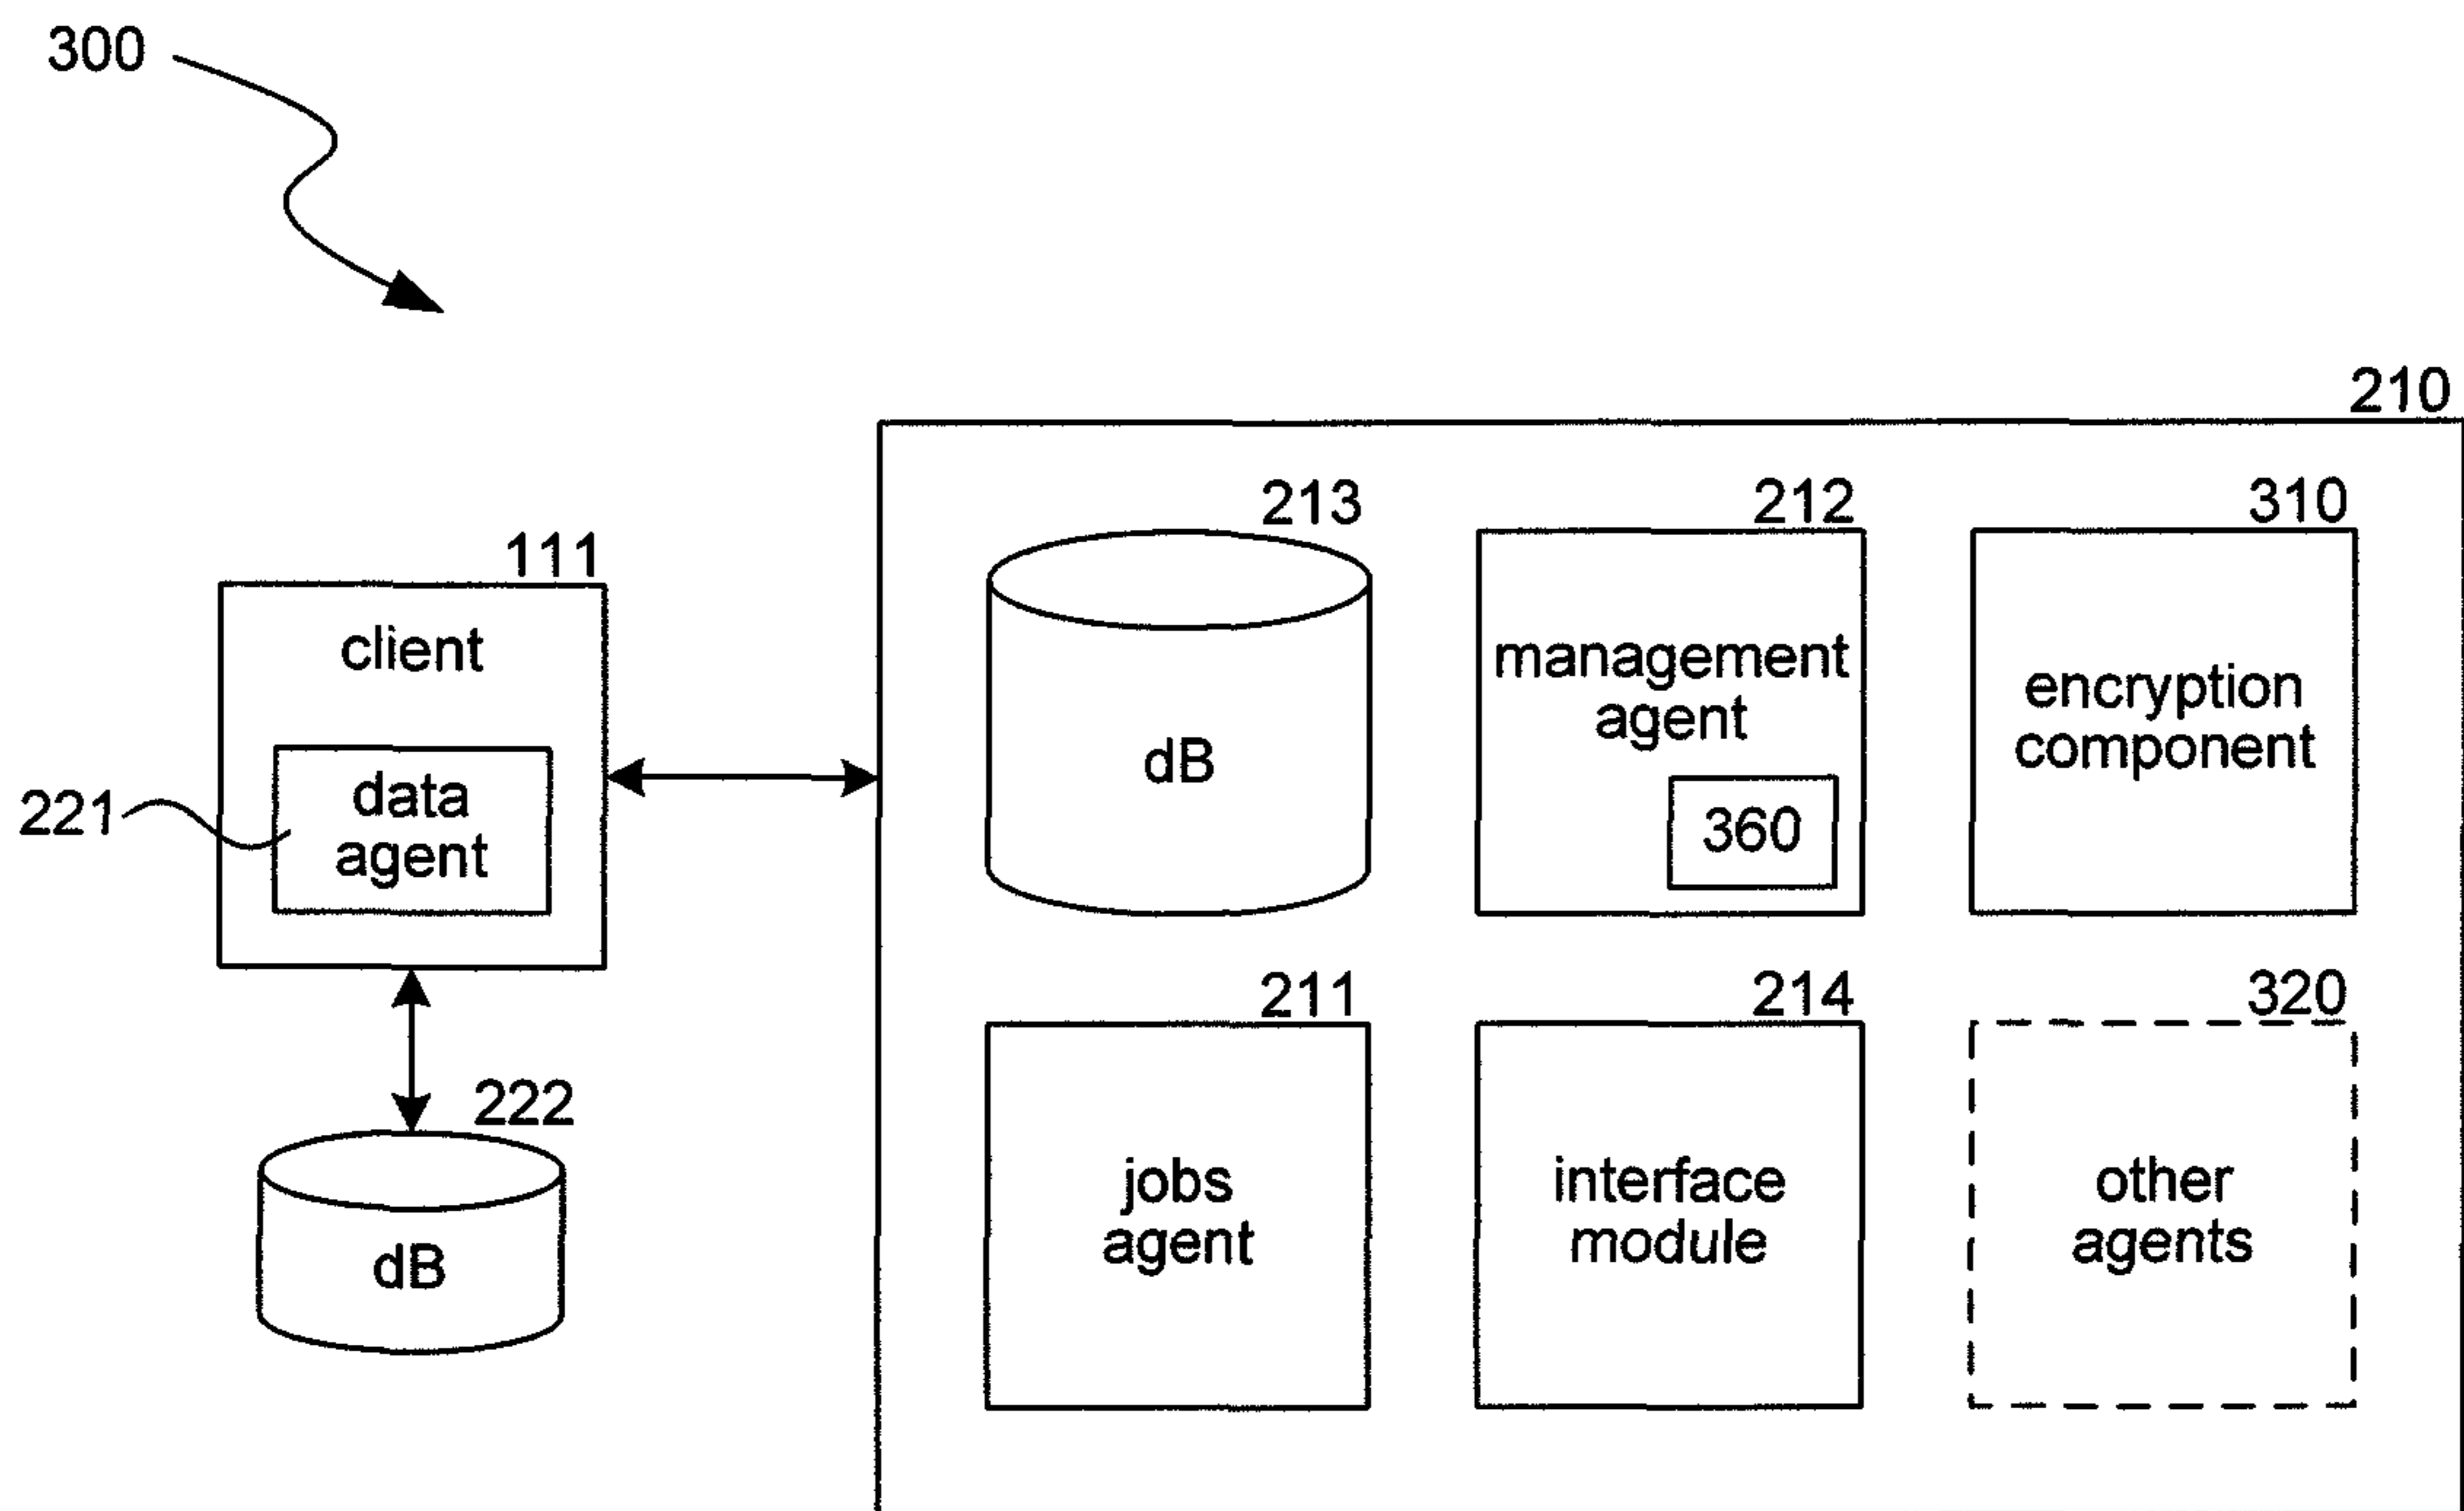 300
210
213
212
310
111
client
management
agent
encryption
component
dB
data
agent
221
360
211
214
320
222
jobs
agent
interface
module
other
agents
dB